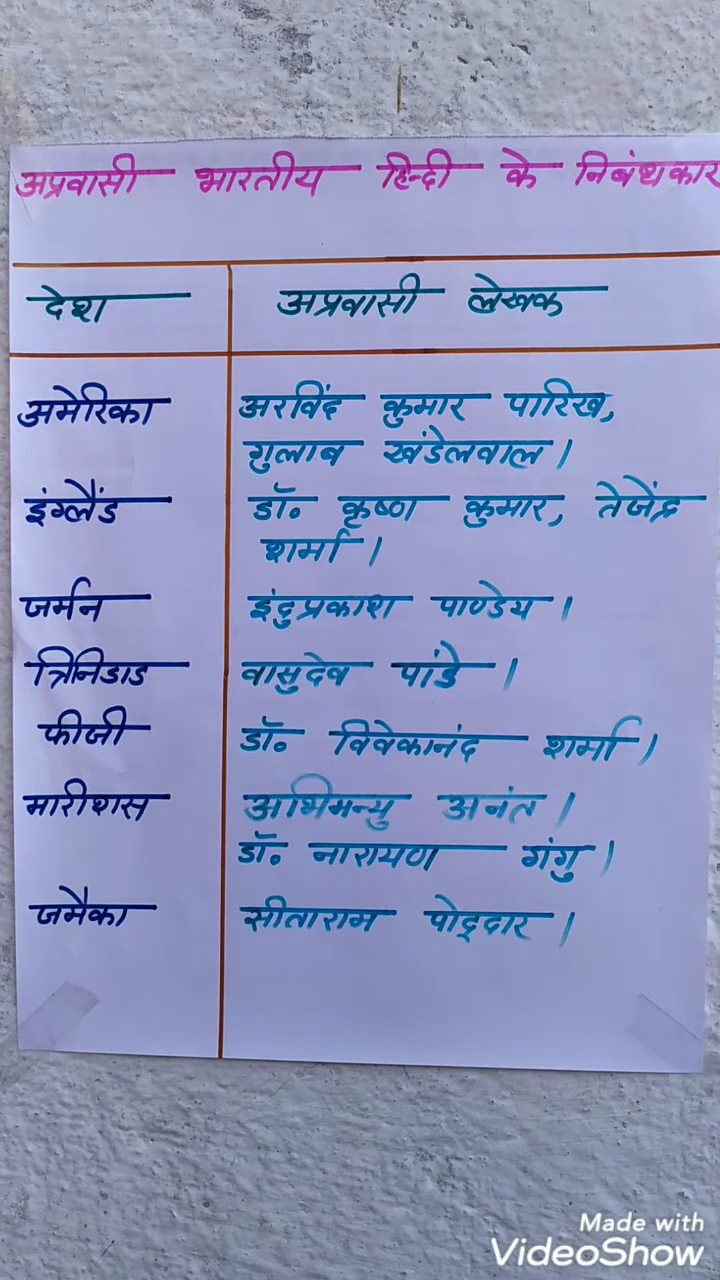 अप्रवासी भारतीय हिन्दी के निबंधकार
देश अप्रवासी लेखक
अमेरिका अरविंद कुमार पारिख,
गुलाब खंडेलवाल।
इंग्लैंड डॉ. कृष्ण कुमार, तेजेंद्र
शर्मा।
जर्मन इंदुप्रकाश पाण्डेय।
त्रिनिडाड वासुदेव पांडे।
फीजी डॉ. विवेकानंद शर्मा।
मारीशस अभिमन्यु अनंत।
डॉ. नारायण गंगु।
जमैका सीताराम पोद्दार।
Made with
VideoShow